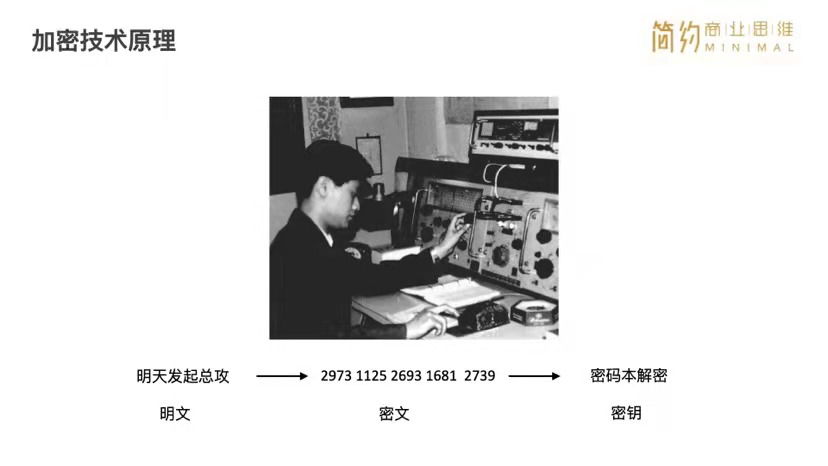 加密技术原理
简约商业思维
MINIMAL
明天发起总攻 2973 1125 2693 1681 2739 密码本解密
明文 密文 密钥